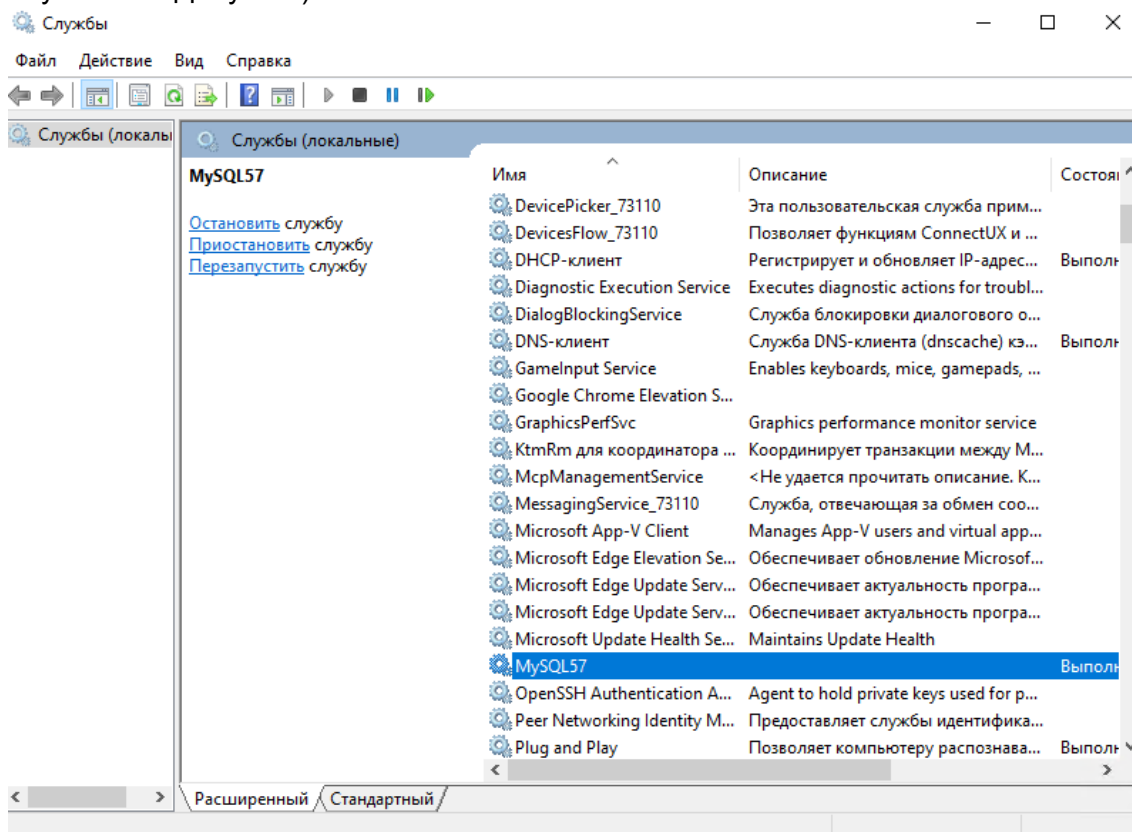 Службы
Файл Действие Вид Справка
Службы (локалы
Службы (локальные)
MySQL57
Остановить службу
Приостановить службу
Перезапустить службу
Имя Описание Состоя
DevicePicker_73110 Эта пользовательская служба прим...
DevicesFlow_73110 Позволяет функциям ConnectUX и ...
DHCP-клиент Регистрирует и обновляет IP-адрес... Выполн
Diagnostic Execution Service Executes diagnostic actions for troubl...
DialogBlockingService Служба блокировки диалогового о...
DNS-клиент Служба DNS-клиента (dnscache) кэ... Выполн
GameInput Service Enables keyboards, mice, gamepads, ...
Google Chrome Elevation S...
GraphicsPerfSvc Graphics performance monitor service
KtmRm для координатора ... Координирует транзакции между M...
McpManagementService <Не удается прочитать описание. К...
MessagingService_73110 Служба, отвечающая за обмен соо...
Microsoft App-V Client Manages App-V users and virtual app...
Microsoft Edge Elevation Se... Обеспечивает обновление Microsof...
Microsoft Edge Update Serv... Обеспечивает актуальность програ...
Microsoft Edge Update Serv... Обеспечивает актуальность програ...
Microsoft Update Health Se... Maintains Update Health
MySQL57 Выполн
OpenSSH Authentication A... Agent to hold private keys used for p...
Peer Networking Identity M... Предоставляет службы идентифика...
Plug and Play Позволяет компьютеру распознава... Выполн
Расширенный Стандартный